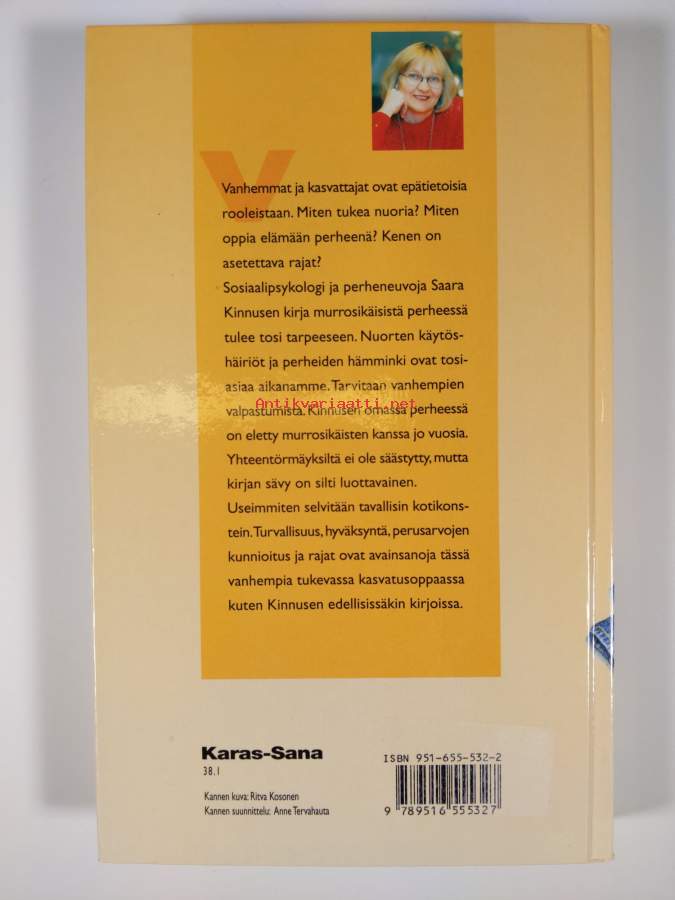 V
Vanhemmat ja kasvattajat ovat epätietoisia
rooleistaan. Miten tukea nuoria? Miten
oppia elämään perheenä? Kenen on
asetettava rajat?
Sosiaalipsykologi ja perheneuvoja Saara
Kinnusen kirja murrosikäisistä perheessä
tulee tosi tarpeeseen. Nuorten käytös-
häiriöt ja perheiden hämminki ovat tosi-
asiaa aikanamme. Tarvitaan vanhempien
Antikvariaatti.net
valpastumista. Kinnusen omassa perheessä
on eletty murrosikäisten kanssa jo vuosia.
Yhteentörmäyksiltä ei ole säästytty, mutta
kirjan sävy on silti luottavainen.
Useimmiten selvitään tavallisin kotikons-
tein. Turvallisuus, hyväksyntä, perusarvojen
kunnioitus ja rajat ovat avainsanoja tässä
vanhempia tukevassa kasvatusoppaassa
kuten Kinnusen edellisissäkin kirjoissa.
Karas-Sana
38.1
Kannen kuva: Ritva Kosonen
Kannen suunnittelu: Anne Tervahauta
ISBN 951-655-532-2
9 789516 555327